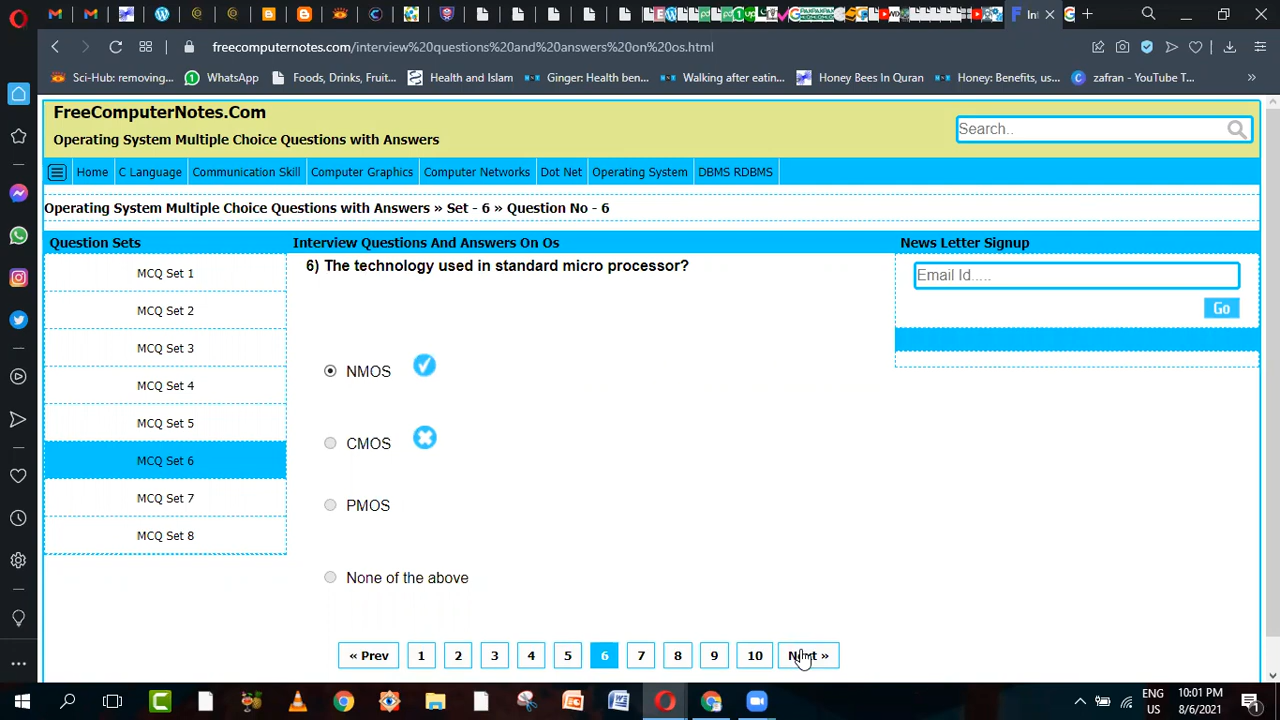 freecomputernotes.com/interview%20questions%20and%20answers%20on%20os.html
Sci-Hub: removing...
WhatsApp
Foods, Drinks, Fruit...
Health and Islam
Ginger: Health ben...
Walking after eatin...
Honey Bees In Quran
Honey: Benefits, us...
zafran - YouTube T...
FreeComputerNotes.Com
Operating System Multiple Choice Questions with Answers
Search..
Home
C Language
Communication Skill
Computer Graphics
Computer Networks
Dot Net
Operating System
DBMS RDBMS
Operating System Multiple Choice Questions with Answers » Set - 6 » Question No - 6
Question Sets
MCQ Set 1
MCQ Set 2
MCQ Set 3
MCQ Set 4
MCQ Set 5
MCQ Set 6
MCQ Set 7
MCQ Set 8
Interview Questions And Answers On Os
6) The technology used in standard micro processor?
NMOS
CMOS
PMOS
None of the above
« Prev 1 2 3 4 5 6 7 8 9 10 Next »
News Letter Signup
Email Id.....
Go
ENG
US
10:01 PM
8/6/2021